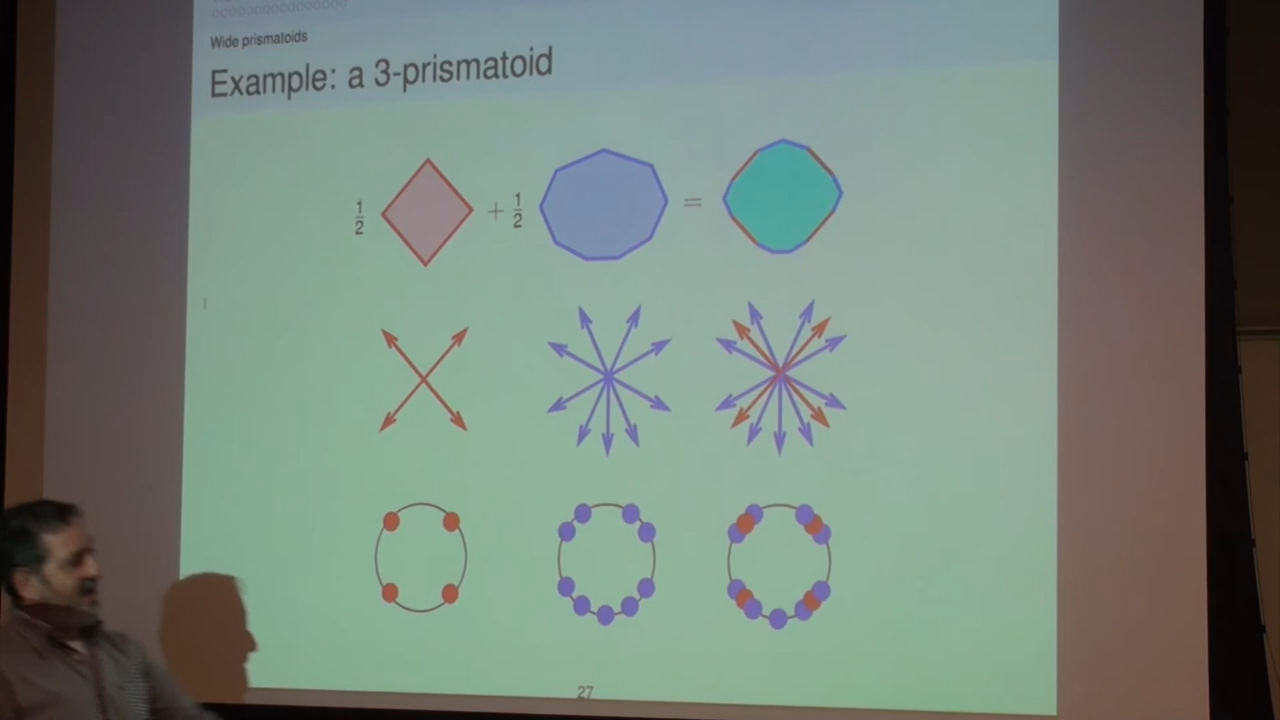 Wide prismatoids
Example: a 3-prismatoid
1/2 + 1/2 =
27